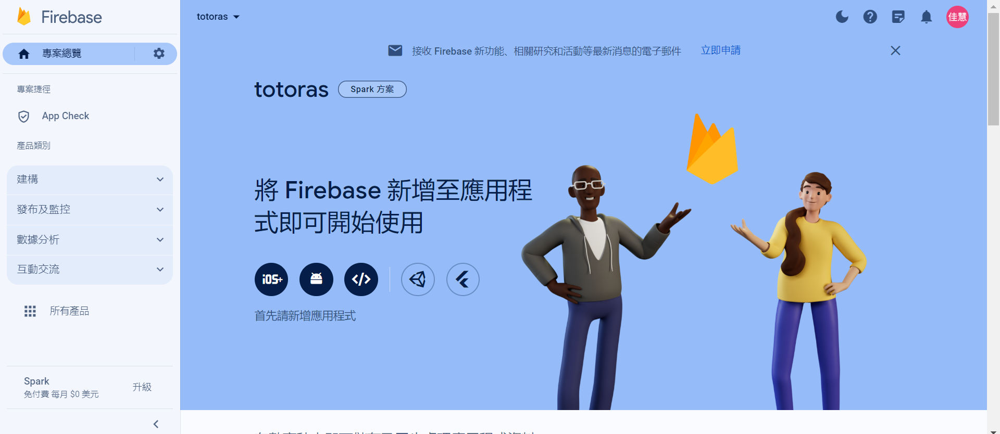 Firebase
totoras
佳慧
專案總覽
接收 Firebase 新功能、相關研究和活動等最新消息的電子郵件
立即申請
專案捷徑
totoras
Spark 方案
App Check
產品類別
建構
發布及監控
數據分析
互動交流
所有產品
將 Firebase 新增至應用程
式即可開始使用
iOS+
首先請新增應用程式
Spark
免付費 每月 $0 美元
升級